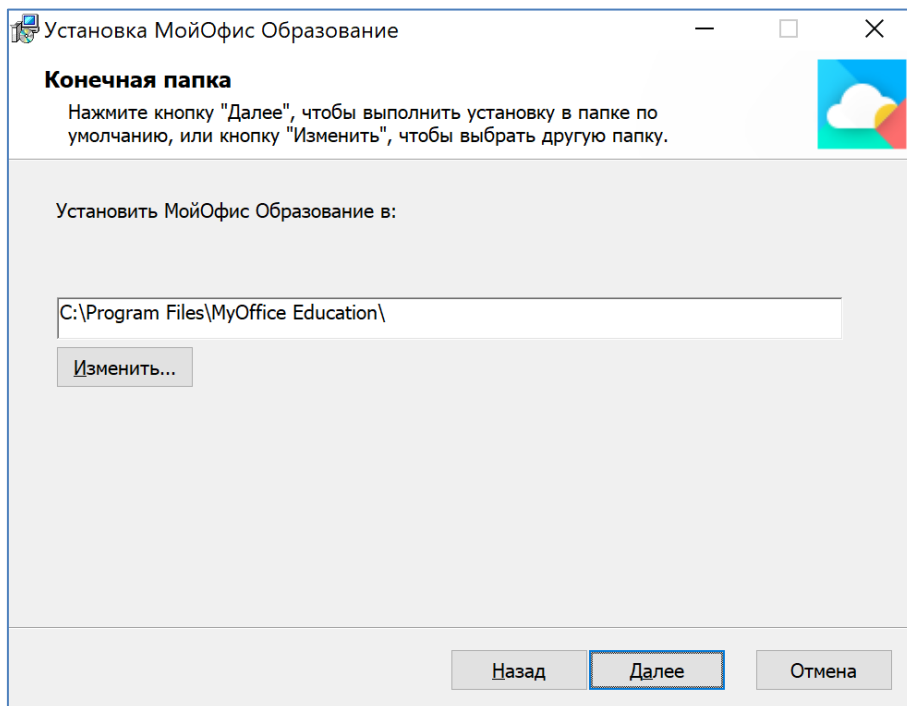 Установка МойОфис Образование
Конечная папка
Нажмите кнопку "Далее", чтобы выполнить установку в папке по
умолчанию, или кнопку "Изменить", чтобы выбрать другую папку.
Установить МойОфис Образование в:
C:\Program Files\MyOffice Education\
Изменить...
Назад Далее Отмена